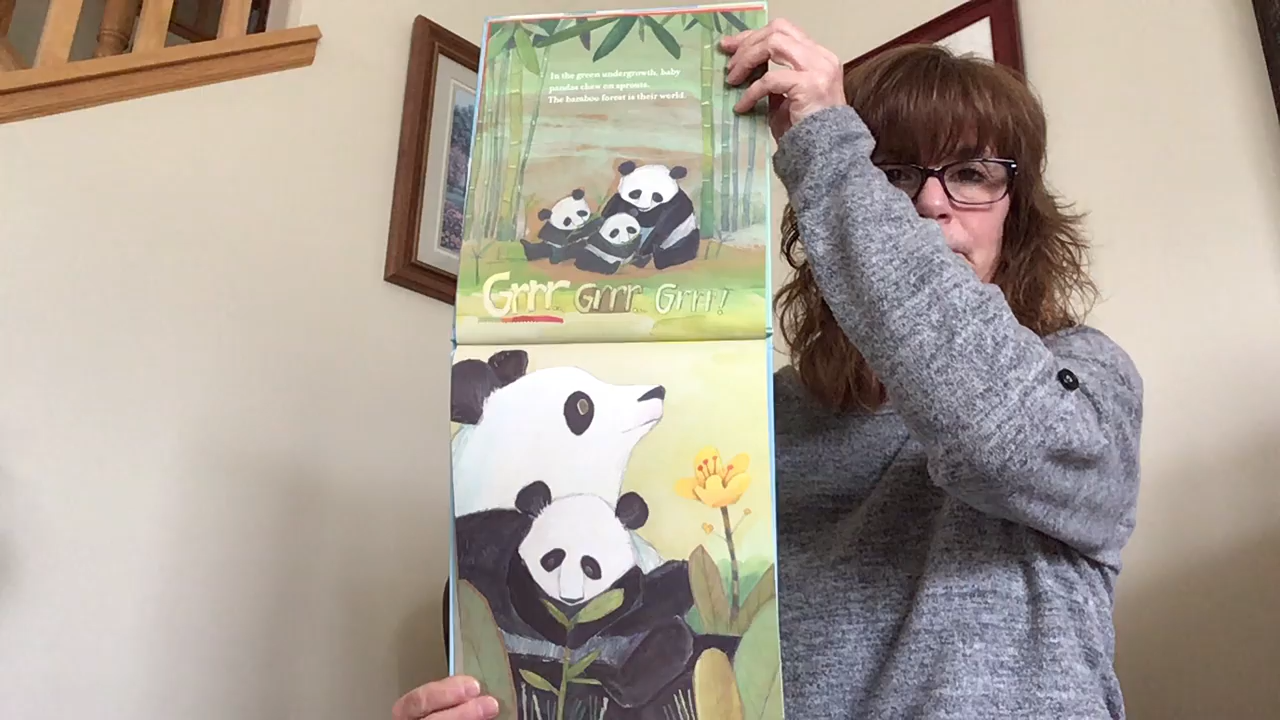 In the green undergrowth, baby
pandas chew on sprouts.
The bamboo forest is their world.
Grrr Grrr Grrr!